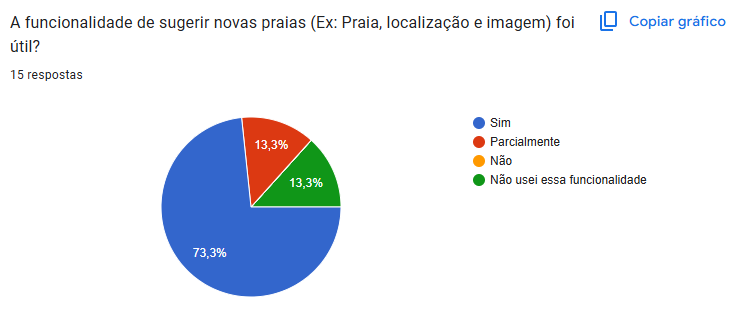 A funcionalidade de sugerir novas praias (Ex: Praia, localização e imagem) foi
útil?
Copiar gráfico
15 respostas
Sim
Parcialmente
Não
Não usei essa funcionalidade
13,3%
13,3%
73,3%